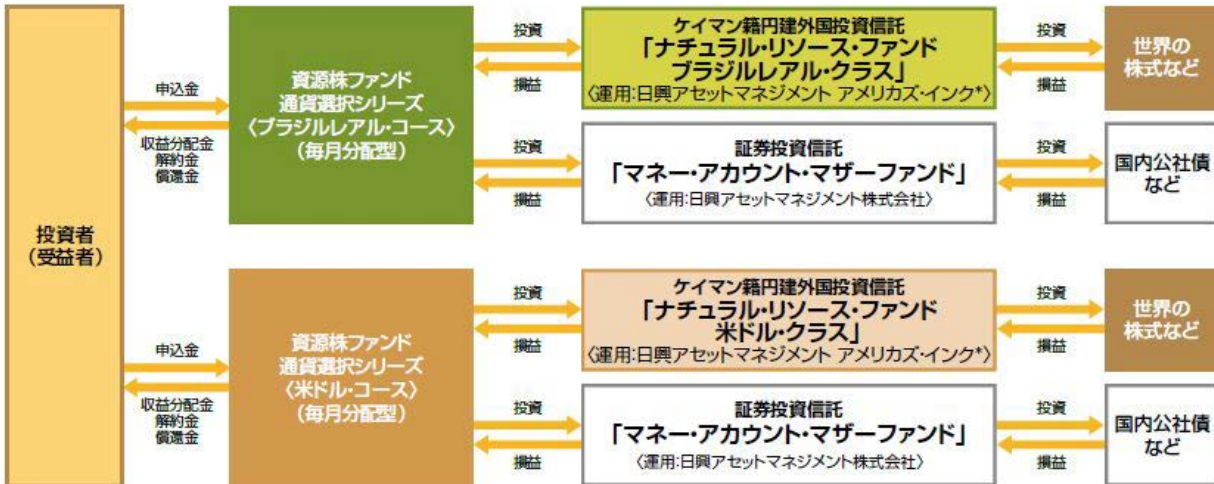 投資者
(受益者)
申込金
収益分配金
解約金
償還金
資源株ファンド
通貨選択シリーズ
〈ブラジルレアル・コース〉
(毎月分配型)
投資
損益
ケイマン籍円建外国投資信託
「ナチュラル・リソース・ファンド
ブラジルレアル・クラス」
〈運用:日興アセットマネジメント アメリカズ・インク*〉
投資
損益
世界の
株式など
投資
損益
証券投資信託
「マネー・アカウント・マザーファンド」
〈運用:日興アセットマネジメント株式会社〉
投資
損益
国内公社債
など
申込金
収益分配金
解約金
償還金
資源株ファンド
通貨選択シリーズ
〈米ドル・コース〉
(毎月分配型)
投資
損益
ケイマン籍円建外国投資信託
「ナチュラル・リソース・ファンド
米ドル・クラス」
〈運用:日興アセットマネジメント アメリカズ・インク*〉
投資
損益
世界の
株式など
投資
損益
証券投資信託
「マネー・アカウント・マザーファンド」
〈運用:日興アセットマネジメント株式会社〉
投資
損益
国内公社債
など